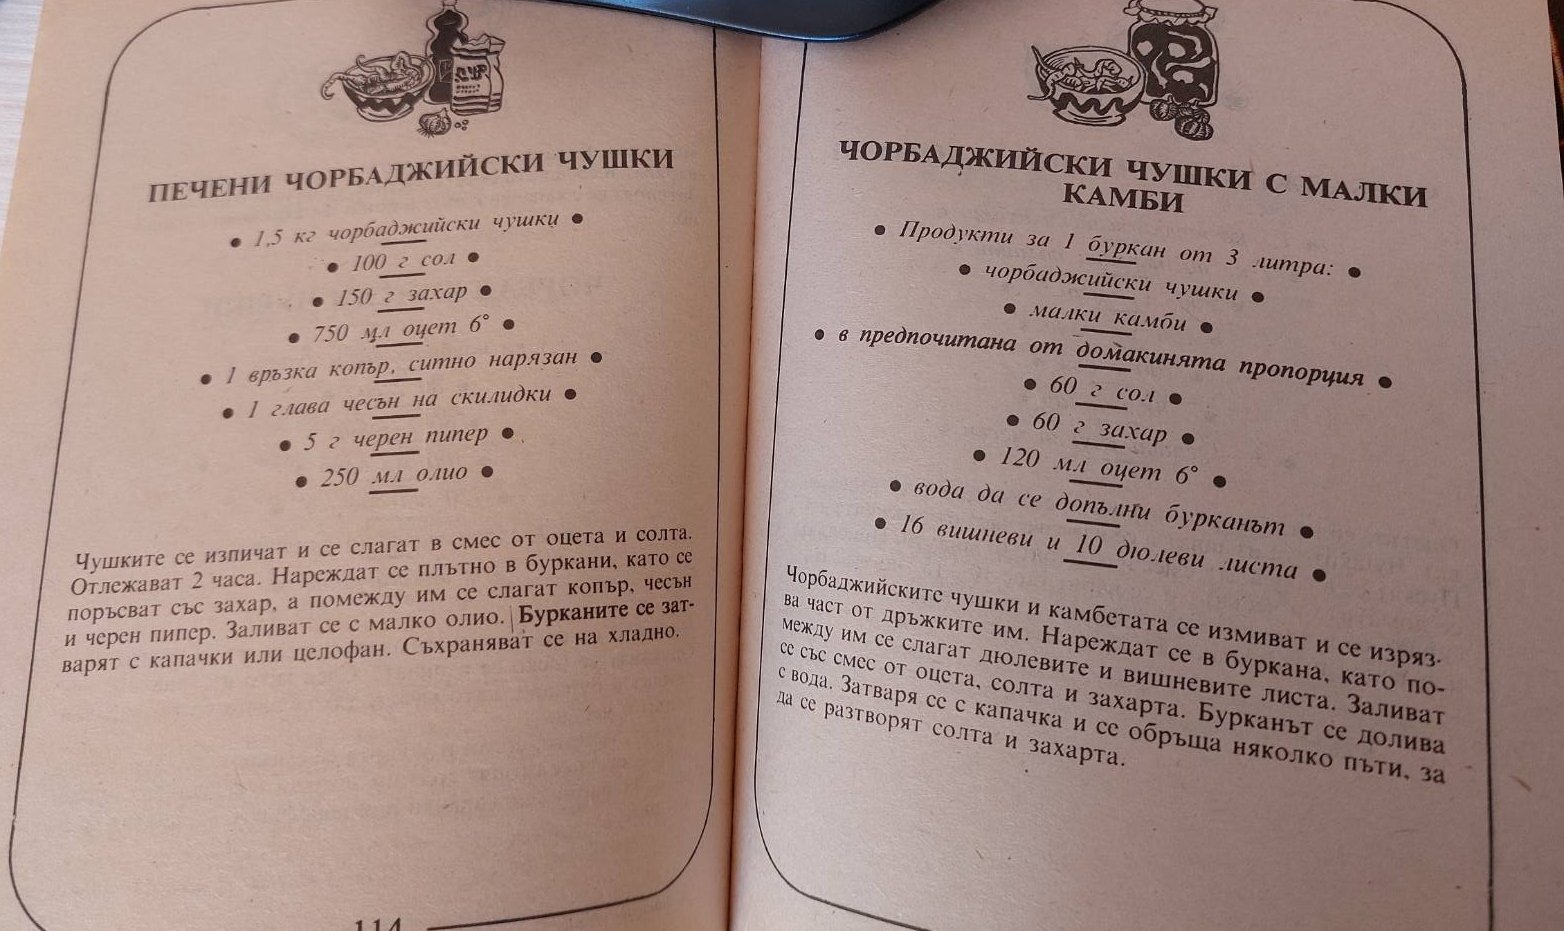 ПЕЧЕНИ ЧОРБАДЖИЙСКИ ЧУШКИ
● 1,5 кг чорбаджийски чушки ●
● 100 г сол ●
● 150 г захар ●
● 750 мл оцет 6° ●
● 1 връзка копър, ситно нарязан ●
● 1 глава чесън на скилидки ●
● 5 г черен пипер ●
● 250 мл олио ●
Чушките се изпичат и се слагат в смес от оцета и солта.
Отлежават 2 часа. Нареждат се плътно в буркани, като се
поръсват със захар, а помежду им се слагат копър, чесън
и черен пипер. Заливат се с малко олио. Бурканите се зат-
варят с капачки или целофан. Съхраняват се на хладно.
114
ЧОРБАДЖИЙСКИ ЧУШКИ С МАЛКИ
КАМБИ
● Продукти за 1 буркан от 3 литра: ●
● чорбаджийски чушки ●
● малки камби ●
● в предпочитана от домакинята пропорция ●
● 60 г сол ●
● 60 г захар ●
● 120 мл оцет 6° ●
● вода да се допълни бурканът ●
● 16 вишневи и 10 дюлеви листа ●
Чорбаджийските чушки и камбетата се измиват и се изряз-
ва част от дръжките им. Нареждат се в буркана, като по-
между им се слагат дюлевите и вишневите листа. Заливат
се със смес от оцета, солта и захарта. Бурканът се долива
с вода. Затваря се с капачка и се обръща няколко пъти, за
да се разтворят солта и захарта.